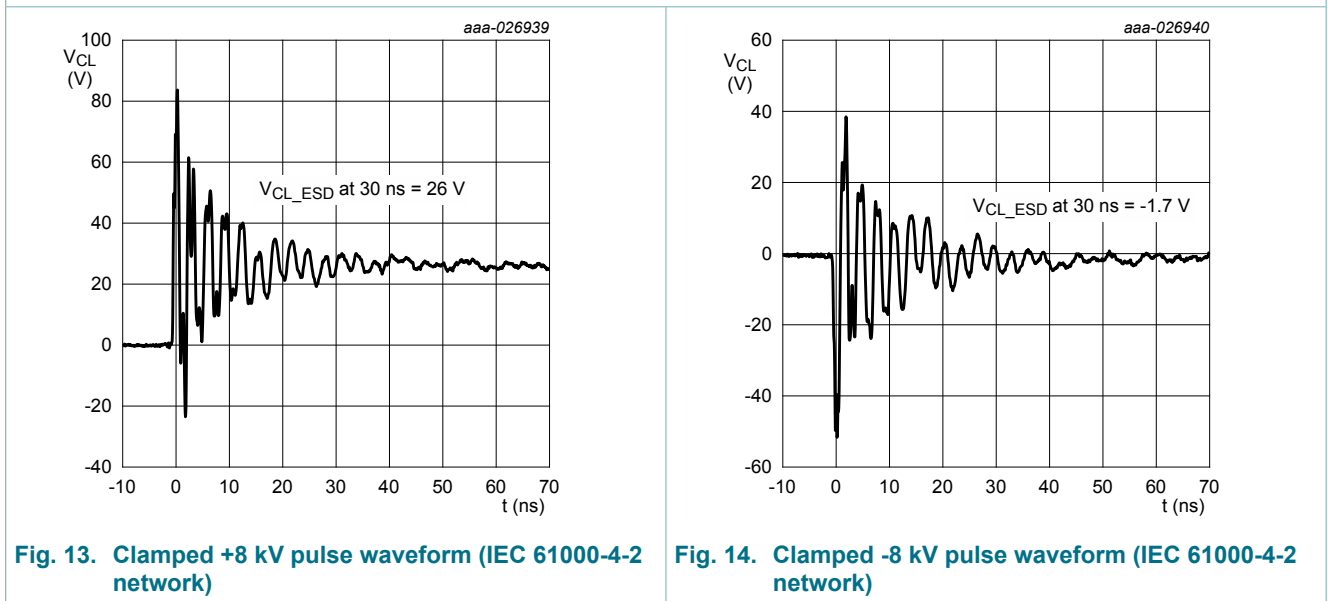 aaa-026939
100
VCL
(V)
80
60
VCL_ESD at 30 ns = 26 V
40
20
0
-20
-40
-10 0 10 20 30 40 50 60 70
t (ns)
Fig. 13. Clamped +8 kV pulse waveform (IEC 61000-4-2
network)
aaa-026940
60
VCL
(V)
40
20
VCL_ESD at 30 ns = -1.7 V
0
-20
-40
-60
-10 0 10 20 30 40 50 60 70
t (ns)
Fig. 14. Clamped -8 kV pulse waveform (IEC 61000-4-2
network)